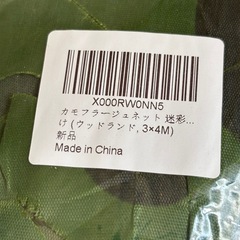 X000RW0NN5
カモフラージュネット 迷彩...
け (ウッドランド, 3×4M)
新品
Made in China